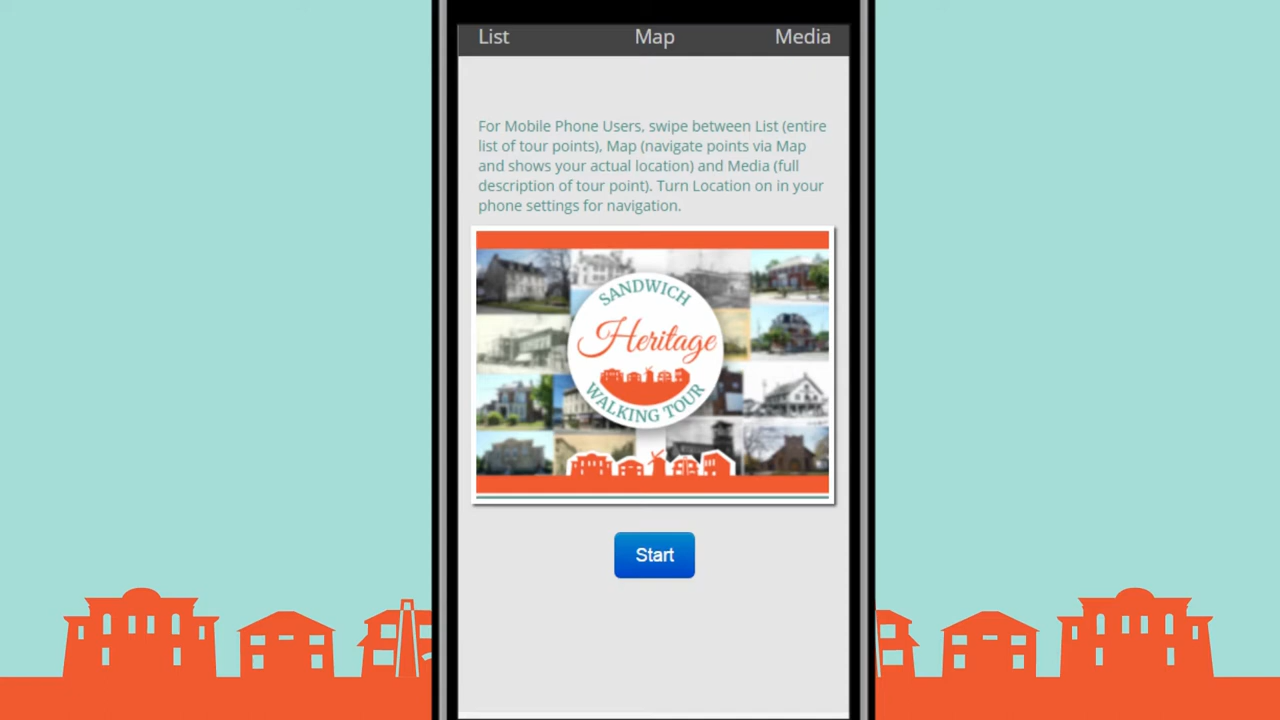 List Map Media
For Mobile Phone Users, swipe between List (entire
list of tour points), Map (navigate points via Map
and shows your actual location) and Media (full
description of tour point). Turn Location on in your
phone settings for navigation.
SANDWICH
Heritage
WALKING TOUR
Start